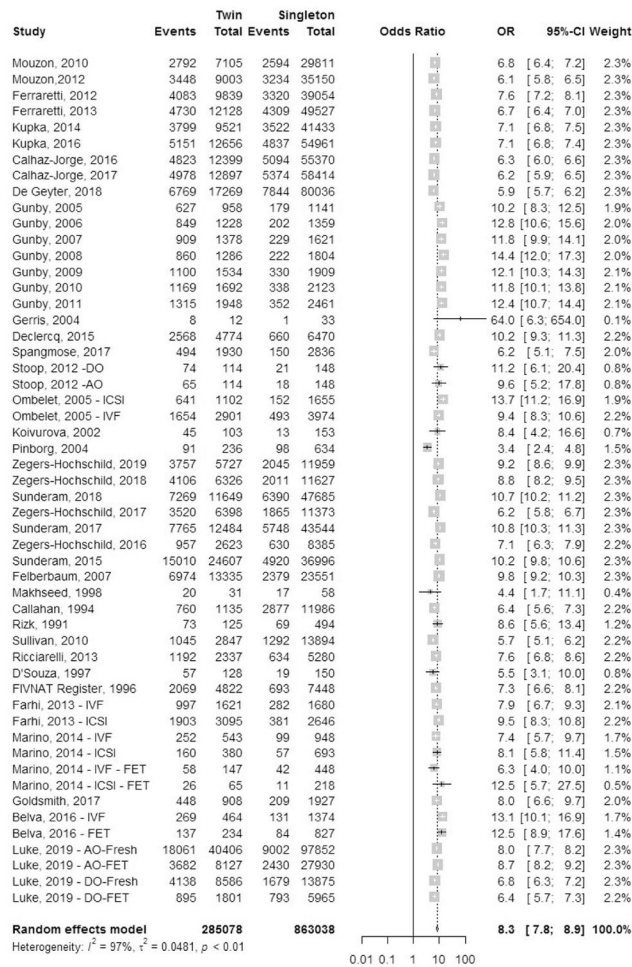 Twin Singleton
Study Events Total Events Total Odds Ratio OR 95%-CI Weight
Mouzon, 2010 2792 7105 2594 29811 6.8 [ 6.4; 7.2] 2.3%
Mouzon,2012 3448 9003 3234 35150 6.1 [ 5.8; 6.5] 2.3%
Ferraretti, 2012 4083 9839 3320 39054 7.6 [ 7.2; 8.1] 2.3%
Ferraretti, 2013 4730 12128 4309 49527 6.7 [ 6.4; 7.0] 2.3%
Kupka, 2014 3799 9521 3522 41433 7.1 [ 6.8; 7.5] 2.3%
Kupka, 2016 5151 12656 4837 54961 7.1 [ 6.8; 7.4] 2.3%
Calhaz-Jorge, 2016 4823 12399 5094 55370 6.3 [ 6.0; 6.6] 2.3%
Calhaz-Jorge, 2017 4978 12897 5374 58414 6.2 [ 5.9; 6.5] 2.3%
De Geyter, 2018 6769 17269 7844 80036 5.9 [ 5.7; 6.2] 2.3%
Gunby, 2005 627 958 179 1141 10.2 [ 8.3; 12.5] 1.9%
Gunby, 2006 849 1228 202 1359 12.8 [10.6; 15.6] 2.0%
Gunby, 2007 909 1378 229 1621 11.8 [ 9.9; 14.1] 2.0%
Gunby, 2008 860 1286 222 1804 14.4 [12.0; 17.3] 2.0%
Gunby, 2009 1100 1534 330 1909 12.1 [10.3; 14.3] 2.0%
Gunby, 2010 1169 1692 338 2123 11.8 [10.1; 13.8] 2.0%
Gunby, 2011 1315 1948 352 2461 12.4 [10.7; 14.4] 2.0%
Gerris, 2004 8 12 1 33 64.0 [ 6.3; 654.0] 0.1%
Declercq, 2015 2568 4774 660 6470 10.2 [ 9.3; 11.3] 2.2%
Spangmose, 2017 494 1930 150 2836 6.2 [ 5.1; 7.5] 2.0%
Stoop, 2012 -DO 74 114 21 148 11.2 [ 6.1; 20.4] 0.8%
Stoop, 2012 -AO 65 114 18 148 9.6 [ 5.2; 17.8] 0.8%
Ombelet, 2005 - ICSI 641 1102 152 1655 13.7 [11.2; 16.9] 1.9%
Ombelet, 2005 - IVF 1654 2901 493 3974 9.4 [ 8.3; 10.6] 2.2%
Koivurova, 2002 45 103 13 153 8.4 [ 4.2; 16.6] 0.7%
Pinborg, 2004 91 236 98 634 3.4 [ 2.4; 4.8] 1.5%
Zegers-Hochschild, 2019 3757 5727 2045 11959 9.2 [ 8.6; 9.9] 2.3%
Zegers-Hochschild, 2018 4106 6326 2011 11627 8.8 [ 8.2; 9.5] 2.3%
Sunderam, 2018 7269 11649 6390 47685 10.7 [10.2; 11.2] 2.3%
Zegers-Hochschild, 2017 3520 6398 1865 11373 6.2 [ 5.8; 6.7] 2.3%
Sunderam, 2017 7765 12484 5748 43544 10.8 [10.3; 11.3] 2.3%
Zegers-Hochschild, 2016 957 2623 630 8385 7.1 [ 6.3; 7.9] 2.2%
Sunderam, 2015 15010 24607 4920 36996 10.2 [ 9.8; 10.6] 2.3%
Felberbaum, 2007 6974 13335 2379 23551 9.8 [ 9.2; 10.3] 2.3%
Makhseed, 1998 20 31 17 58 4.4 [ 1.7; 11.1] 0.4%
Callahan, 1994 760 1135 2877 11986 6.4 [ 5.6; 7.3] 2.2%
Rizk, 1991 73 125 69 494 8.6 [ 5.6; 13.4] 1.2%
Sullivan, 2010 1045 2847 1292 13894 5.7 [ 5.1; 6.2] 2.2%
Ricciarelli, 2013 1192 2337 634 5280 7.6 [ 6.8; 8.6] 2.2%
D'Souza, 1997 57 128 19 150 5.5 [ 3.1; 10.0] 0.8%
FIVNAT Register, 1996 2069 4822 693 7448 7.3 [ 6.6; 8.1] 2.2%
Farhi, 2013 - IVF 997 1621 282 1680 7.9 [ 6.7; 9.3] 2.1%
Farhi, 2013 - ICSI 1903 3095 381 2646 9.5 [ 8.3; 10.8] 2.2%
Marino, 2014 - IVF 252 543 99 948 7.4 [ 5.7; 9.7] 1.7%
Marino, 2014 - ICSI 160 380 57 693 8.1 [ 5.8; 11.4] 1.5%
Marino, 2014 - IVF - FET 58 147 42 448 6.3 [ 4.0; 10.0] 1.1%
Marino, 2014 - ICSI - FET 26 65 11 218 12.5 [ 5.7; 27.5] 0.5%
Goldsmith, 2017 448 908 209 1927 8.0 [ 6.6; 9.7] 2.0%
Belva, 2016 - IVF 269 464 131 1374 13.1 [10.1; 16.9] 1.7%
Belva, 2016 - FET 137 234 84 827 12.5 [ 8.9; 17.6] 1.5%
Luke, 2019 - AO-Fresh 18061 40406 9002 97852 8.0 [ 7.7; 8.2] 2.3%
Luke, 2019 - AO-FET 3682 8127 2430 27930 8.7 [ 8.2; 9.2] 2.3%
Luke, 2019 - DO-Fresh 4138 8586 1679 13875 6.8 [ 6.3; 7.2] 2.3%
Luke, 2019 - DO-FET 895 1801 793 5965 6.4 [ 5.7; 7.3] 2.2%
Random effects model 285078 863038 8.3 [ 7.8; 8.9] 100.0%
Heterogeneity: I² = 97%, τ² = 0.0481, p < 0.01
0.01 0.1 1 10 100